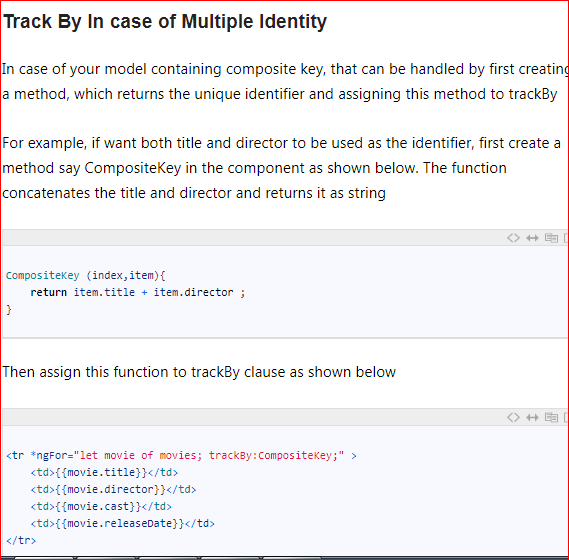 Track By In case of Multiple Identity
In case of your model containing composite key, that can be handled by first creating
a method, which returns the unique identifier and assigning this method to trackBy
For example, if want both title and director to be used as the identifier, first create a
method say CompositeKey in the component as shown below. The function
concatenates the title and director and returns it as string
CompositeKey (index,item){
return item.title + item.director ;
}
Then assign this function to trackBy clause as shown below
<tr *ngFor="let movie of movies; trackBy:CompositeKey;" >
<td>{{movie.title}}</td>
<td>{{movie.director}}</td>
<td>{{movie.cast}}</td>
<td>{{movie.releaseDate}}</td>
</tr>